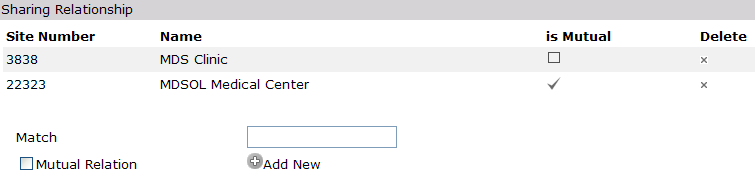 Sharing Relationship
Site Number Name is Mutual Delete
3838 MDS Clinic ×
22323 MDSOL Medical Center ✓ ×
Match
Mutual Relation Add New